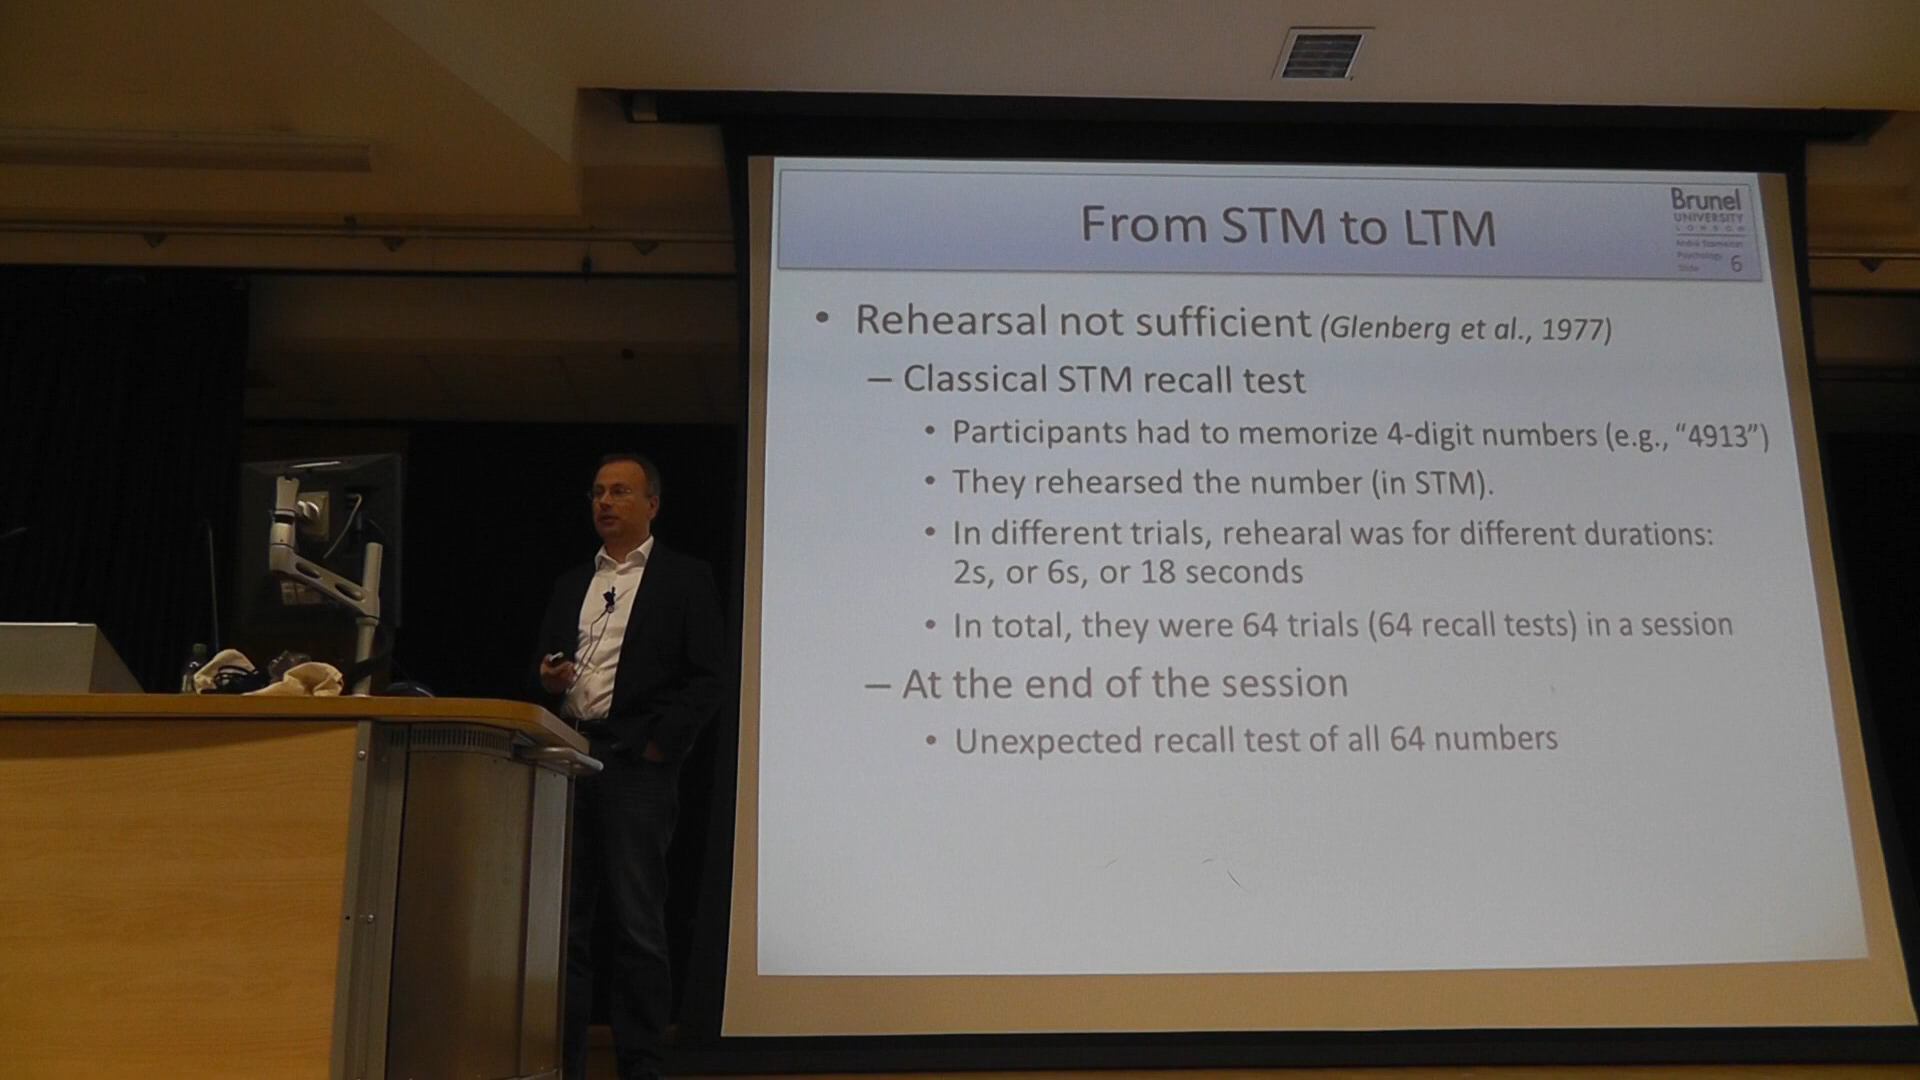 From STM to LTM
Brunel
UNIVERSITY
LONDON
Psychology
Slide 6
• Rehearsal not sufficient (Glenberg et al., 1977)
– Classical STM recall test
• Participants had to memorize 4-digit numbers (e.g., “4913”)
• They rehearsed the number (in STM).
• In different trials, rehearal was for different durations:
2s, or 6s, or 18 seconds
• In total, they were 64 trials (64 recall tests) in a session
– At the end of the session
• Unexpected recall test of all 64 numbers